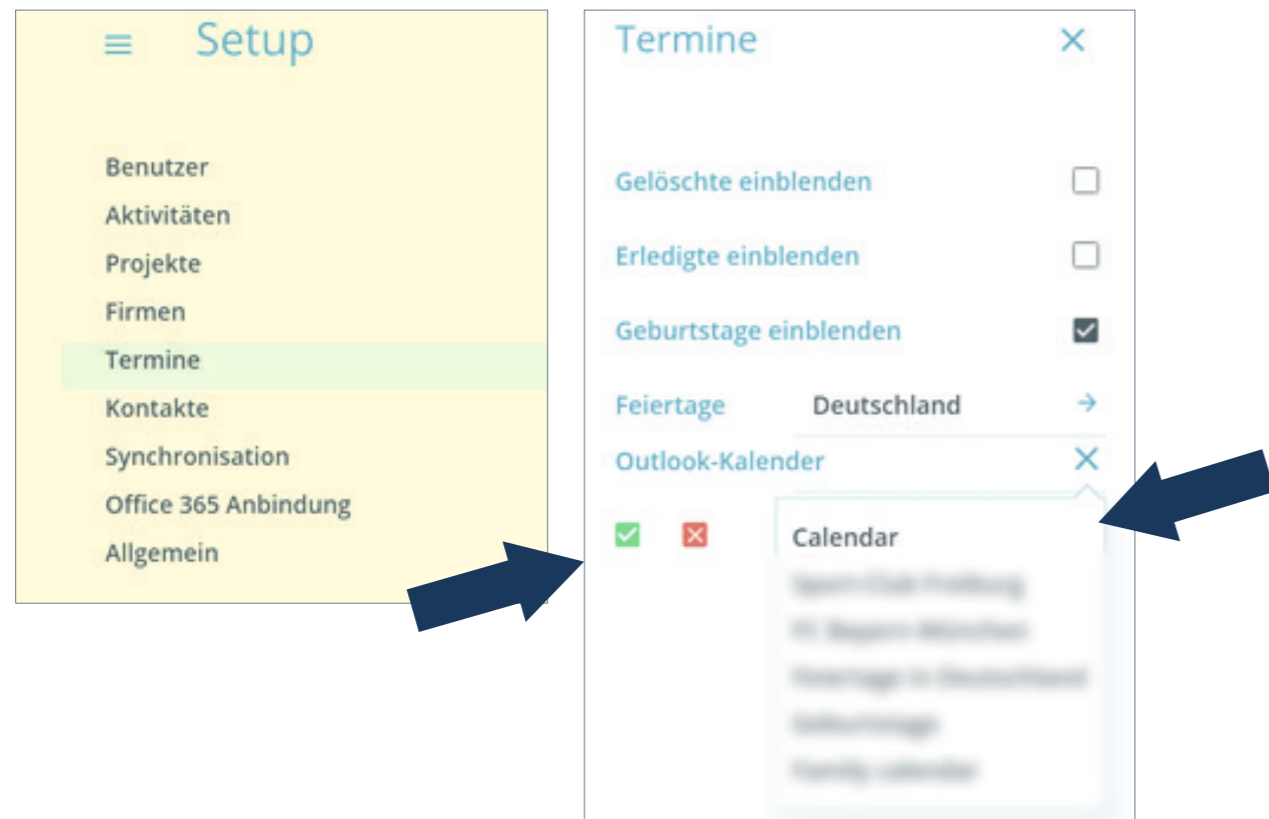 Setup
Benutzer
Aktivitäten
Projekte
Firmen
Termine
Kontakte
Synchronisation
Office 365 Anbindung
Allgemein
Termine
Gelöschte einblenden
Erledigte einblenden
Geburtstage einblenden
Feiertage Deutschland
Outlook-Kalender
Calendar